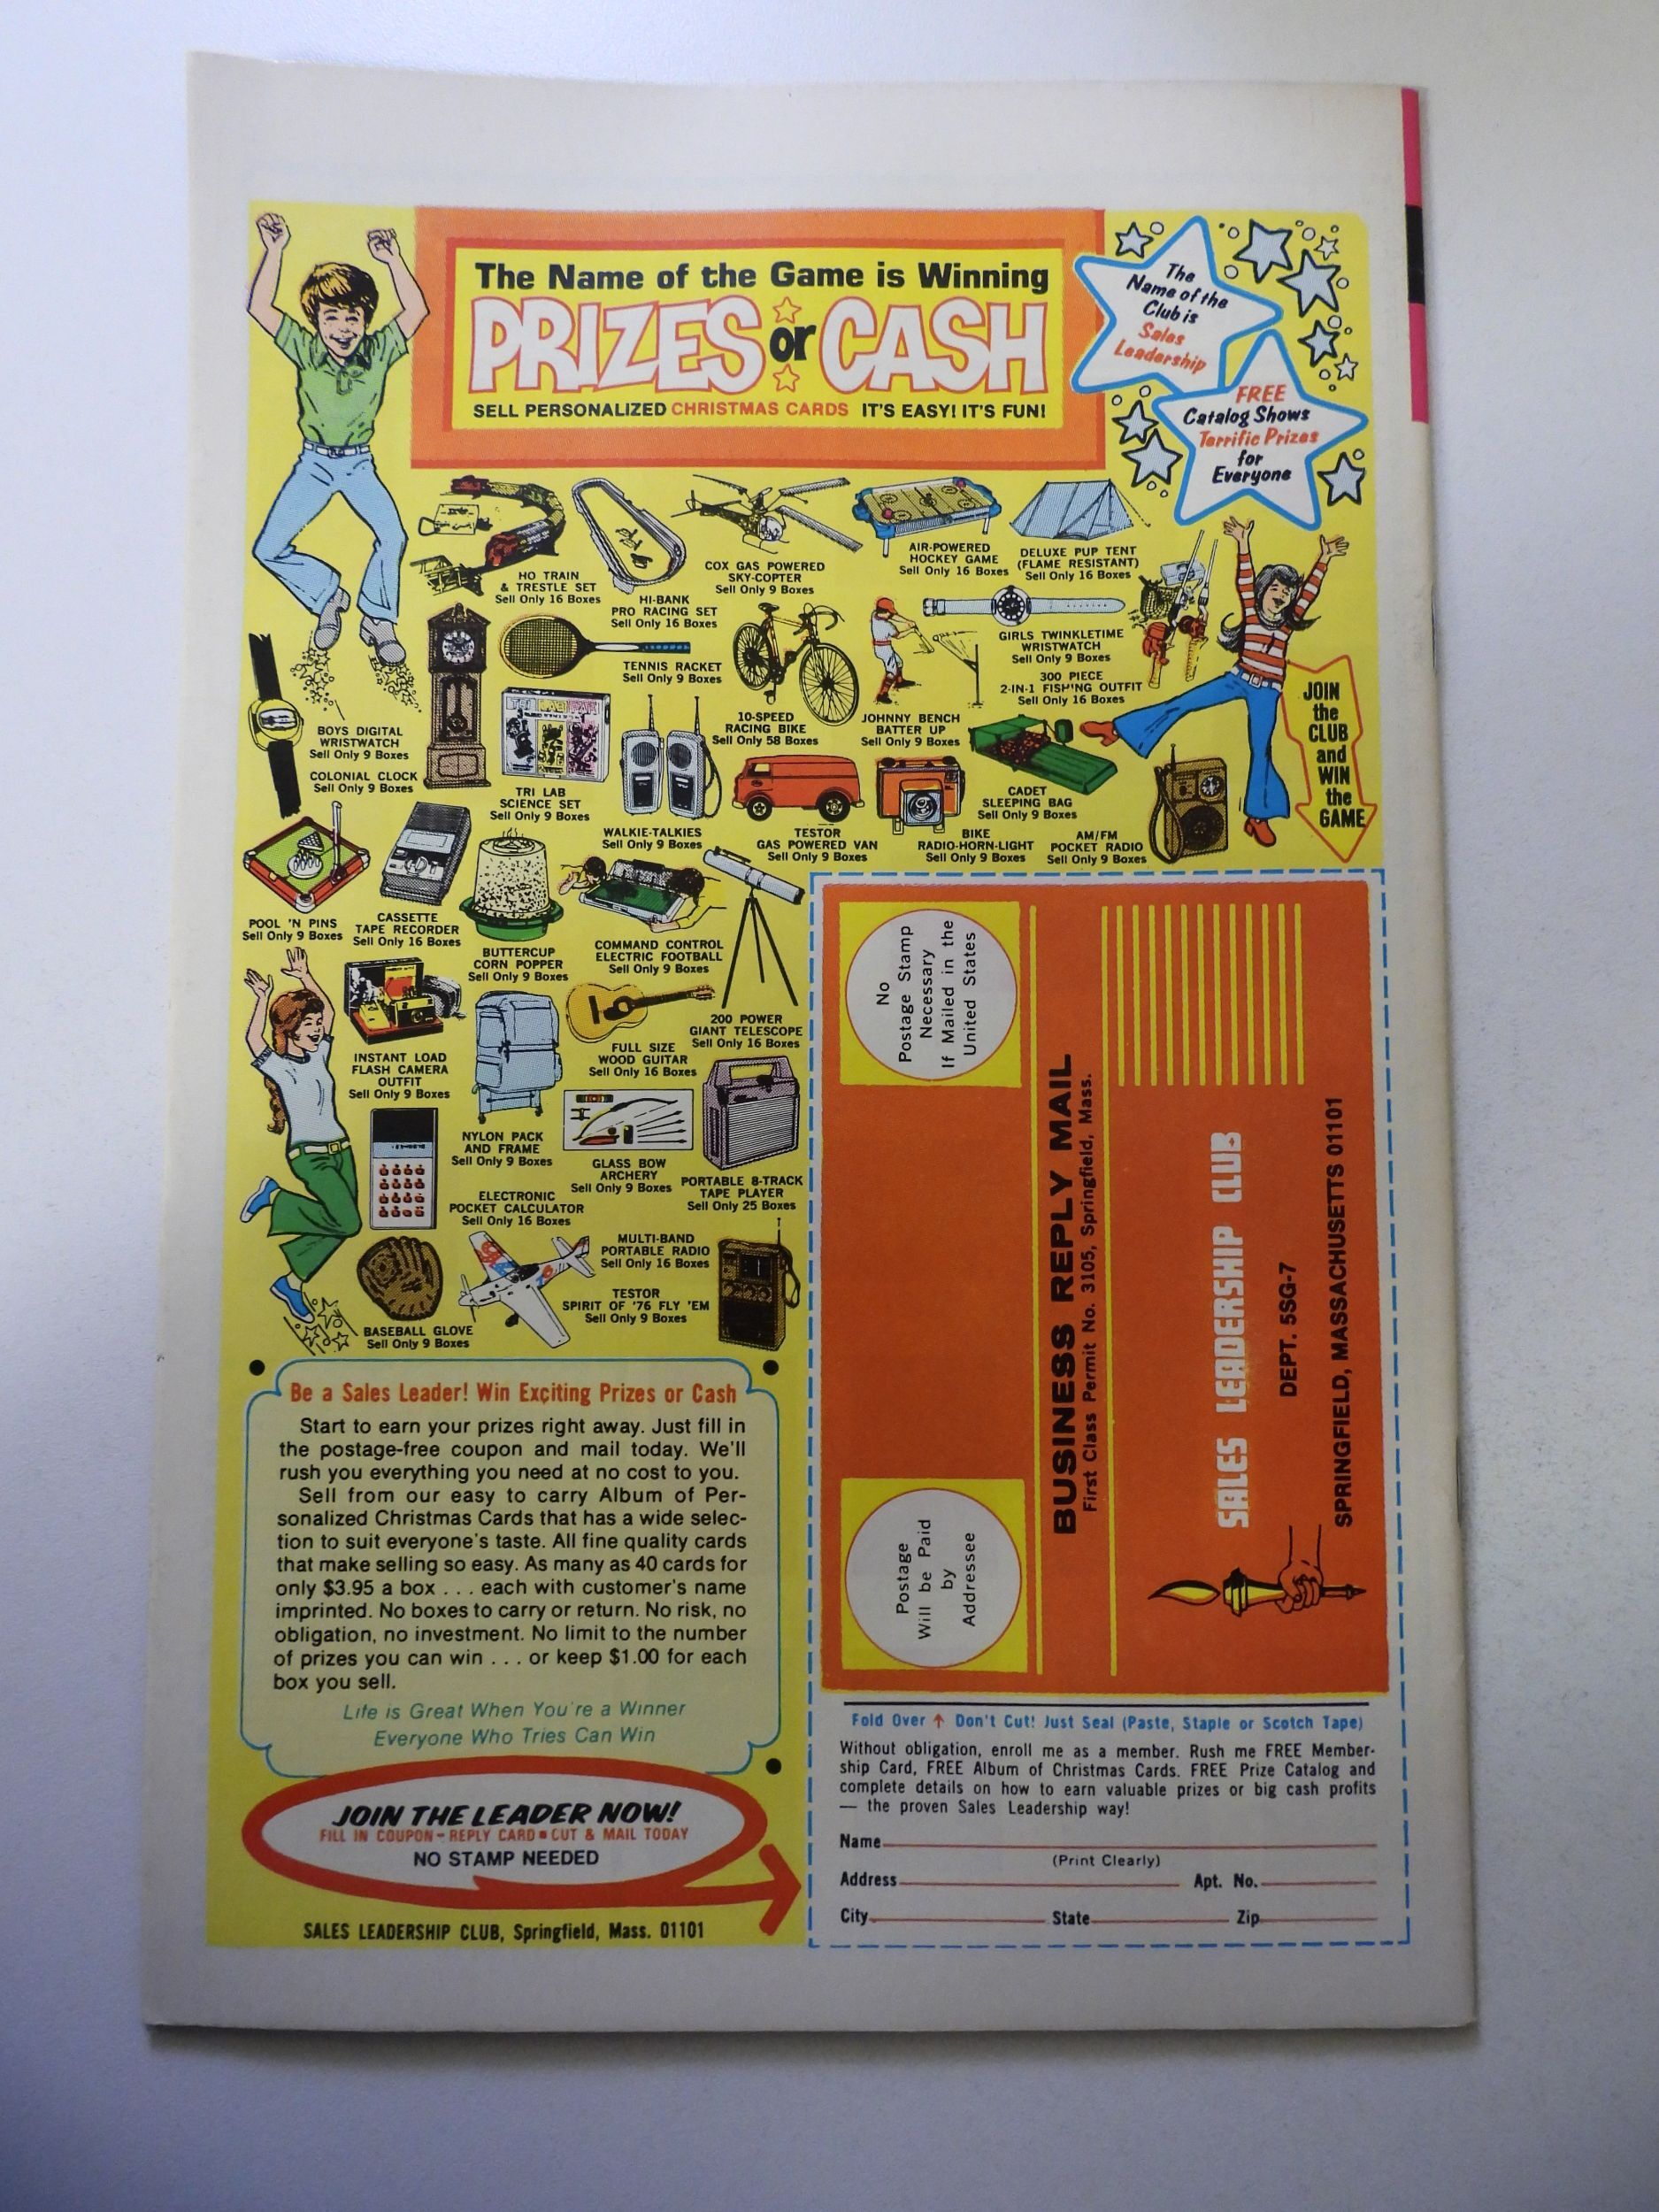 The Name of the Game is Winning
PRIZES or CASH
SELL PERSONALIZED CHRISTMAS CARDS IT'S EASY! IT'S FUN!
The
Name of the
Club is
Sales
Leadership
FREE
Catalog Shows
Terrific Prizes
for
Everyone
HO TRAIN
& TRESTLE SET
Sell Only 16 Boxes
HI-BANK
PRO RACING SET
Sell Only 16 Boxes
COX GAS POWERED
SKY-COPTER
Sell Only 9 Boxes
AIR-POWERED
HOCKEY GAME
Sell Only 16 Boxes
DELUXE PUP TENT
(FLAME RESISTANT)
Sell Only 16 Boxes
TENNIS RACKET
Sell Only 9 Boxes
GIRLS TWINKLETIME
WRISTWATCH
Sell Only 9 Boxes
300 PIECE
2-IN-1 FISHING OUTFIT
Sell Only 16 Boxes
JOIN
the
CLUB
and
WIN
the
GAME
BOYS DIGITAL
WRISTWATCH
Sell Only 9 Boxes
COLONIAL CLOCK
Sell Only 9 Boxes
10-SPEED
RACING BIKE
Sell Only 58 Boxes
JOHNNY BENCH
BATTER UP
Sell Only 9 Boxes
TRI LAB
SCIENCE SET
Sell Only 9 Boxes
CADET
SLEEPING BAG
Sell Only 9 Boxes
WALKIE-TALKIES
Sell Only 9 Boxes
TESTOR
GAS POWERED VAN
Sell Only 9 Boxes
BIKE
RADIO-HORN-LIGHT
Sell Only 9 Boxes
AM/FM
POCKET RADIO
Sell Only 9 Boxes
POOL 'N PINS
Sell Only 9 Boxes
CASSETTE
TAPE RECORDER
Sell Only 16 Boxes
BUTTERCUP
CORN POPPER
Sell Only 9 Boxes
COMMAND CONTROL
ELECTRIC FOOTBALL
Sell Only 9 Boxes
200 POWER
GIANT TELESCOPE
Sell Only 16 Boxes
INSTANT LOAD
FLASH CAMERA
OUTFIT
Sell Only 9 Boxes
FULL SIZE
WOOD GUITAR
Sell Only 16 Boxes
NYLON PACK
AND FRAME
Sell Only 9 Boxes
GLASS BOW
ARCHERY
Sell Only 9 Boxes
PORTABLE 8-TRACK
TAPE PLAYER
Sell Only 25 Boxes
ELECTRONIC
POCKET CALCULATOR
Sell Only 16 Boxes
MULTI-BAND
PORTABLE RADIO
Sell Only 16 Boxes
TESTOR
SPIRIT OF '76 FLY 'EM
Sell Only 9 Boxes
BASEBALL GLOVE
Sell Only 9 Boxes
Be a Sales Leader! Win Exciting Prizes or Cash
Start to earn your prizes right away. Just fill in
the postage-free coupon and mail today. We'll
rush you everything you need at no cost to you.
Sell from our easy to carry Album of Per-
sonalized Christmas Cards that has a wide selec-
tion to suit everyone's taste. All fine quality cards
that make selling so easy. As many as 40 cards for
only $3.95 a box . . . each with customer's name
imprinted. No boxes to carry or return. No risk, no
obligation, no investment. No limit to the number
of prizes you can win . . . or keep $1.00 for each
box you sell.
Life is Great When You're a Winner
Everyone Who Tries Can Win
JOIN THE LEADER NOW!
FILL IN COUPON - REPLY CARD ▪ CUT & MAIL TODAY
NO STAMP NEEDED
SALES LEADERSHIP CLUB, Springfield, Mass. 01101
No
Postage Stamp
Necessary
If Mailed in the
United States
Postage
Will be Paid
by
Addressee
BUSINESS REPLY MAIL
First Class Permit No. 3105, Springfield, Mass.
SALES LEADERSHIP CLUB
DEPT. 5SG-7
SPRINGFIELD, MASSACHUSETTS 01101
Fold Over ↑ Don't Cut! Just Seal (Paste, Staple or Scotch Tape)
Without obligation, enroll me as a member. Rush me FREE Member-
ship Card, FREE Album of Christmas Cards. FREE Prize Catalog and
complete details on how to earn valuable prizes or big cash profits
— the proven Sales Leadership way!
Name
(Print Clearly)
Address Apt. No.
City State Zip